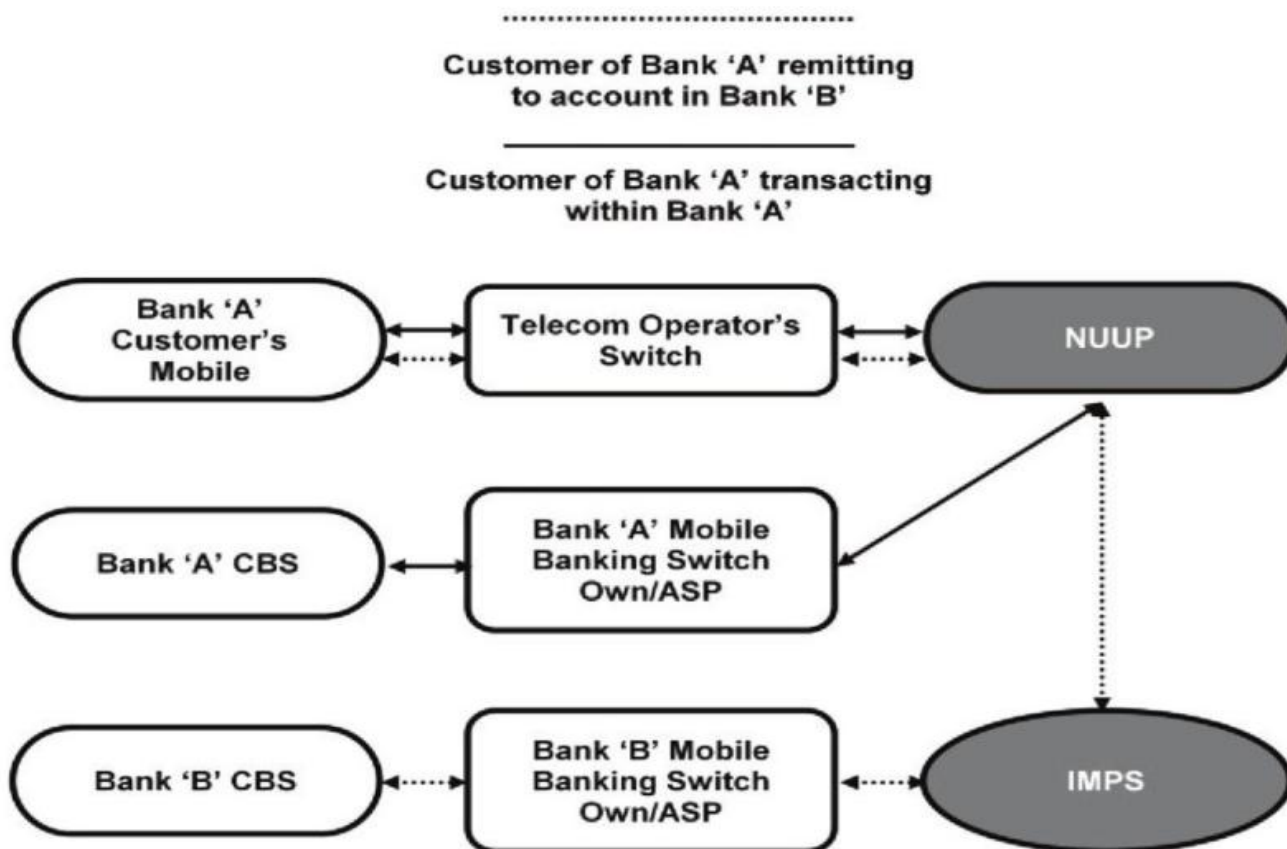 Customer of Bank ‘A’ remitting
to account in Bank ‘B’
Customer of Bank ‘A’ transacting
within Bank ‘A’
Bank ‘A’
Customer’s
Mobile
Telecom Operator’s
Switch
NUUP
Bank ‘A’ CBS
Bank ‘A’ Mobile
Banking Switch
Own/ASP
Bank ‘B’ CBS
Bank ‘B’ Mobile
Banking Switch
Own/ASP
IMPS